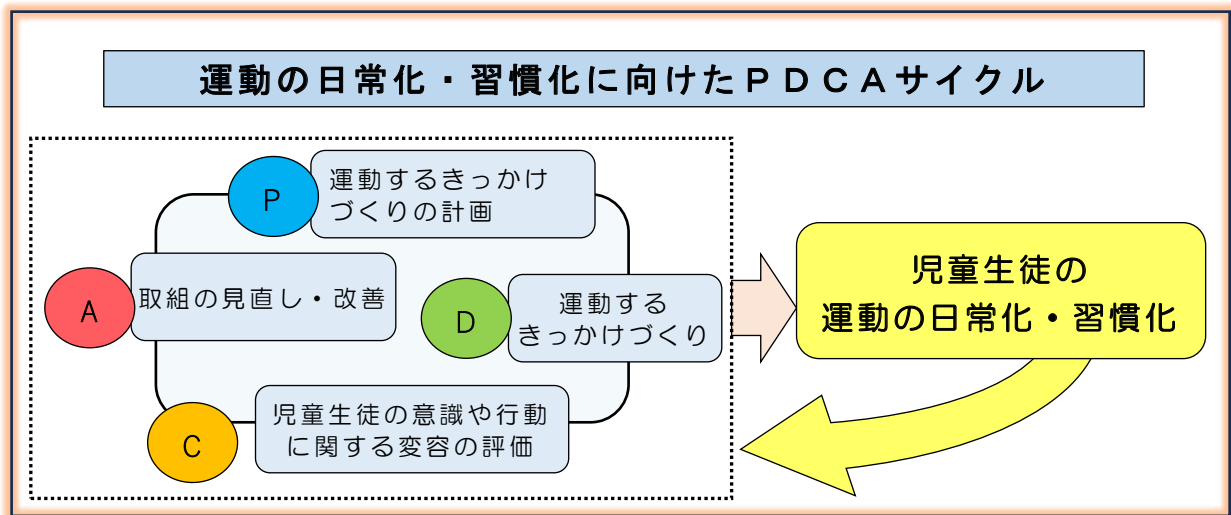 運動の日常化・習慣化に向けたＰＤＣＡサイクル
P
運動するきっかけ
づくりの計画
A
取組の見直し・改善
D
運動する
きっかけづくり
C
児童生徒の意識や行動
に関する変容の評価
児童生徒の
運動の日常化・習慣化